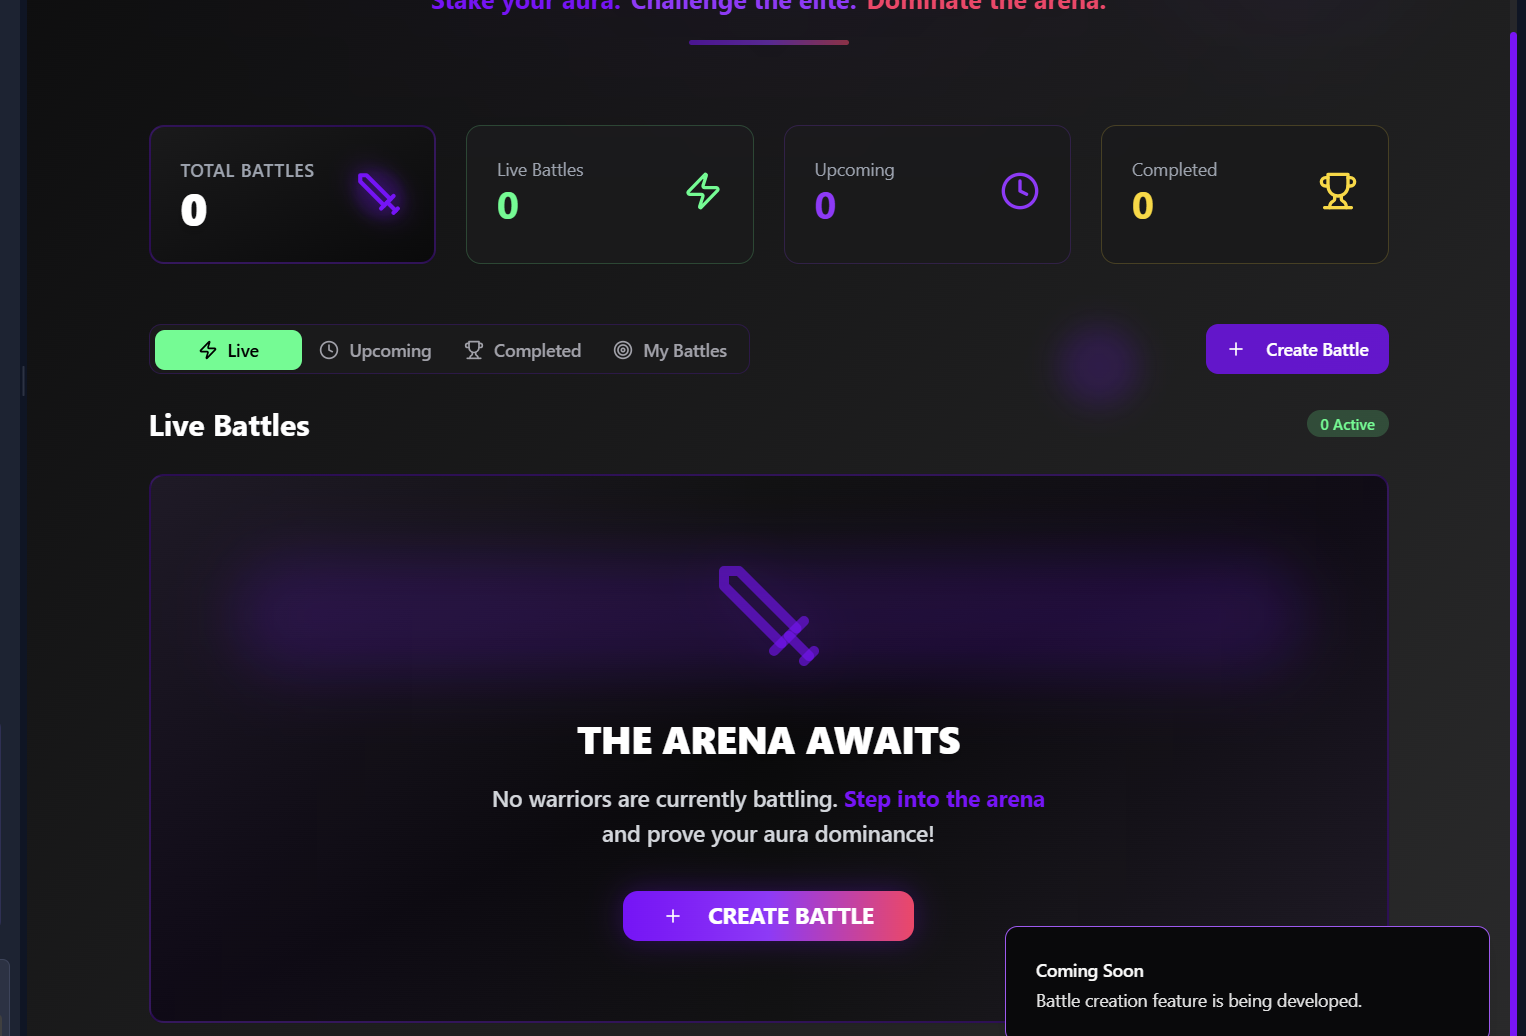 Stake your aura. Challenge the elite. Dominate the arena.
TOTAL BATTLES
0
Live Battles
0
Upcoming
0
Completed
0
Live
Upcoming
Completed
My Battles
+ Create Battle
Live Battles
0 Active
THE ARENA AWAITS
No warriors are currently battling. Step into the arena
and prove your aura dominance!
+ CREATE BATTLE
Coming Soon
Battle creation feature is being developed.